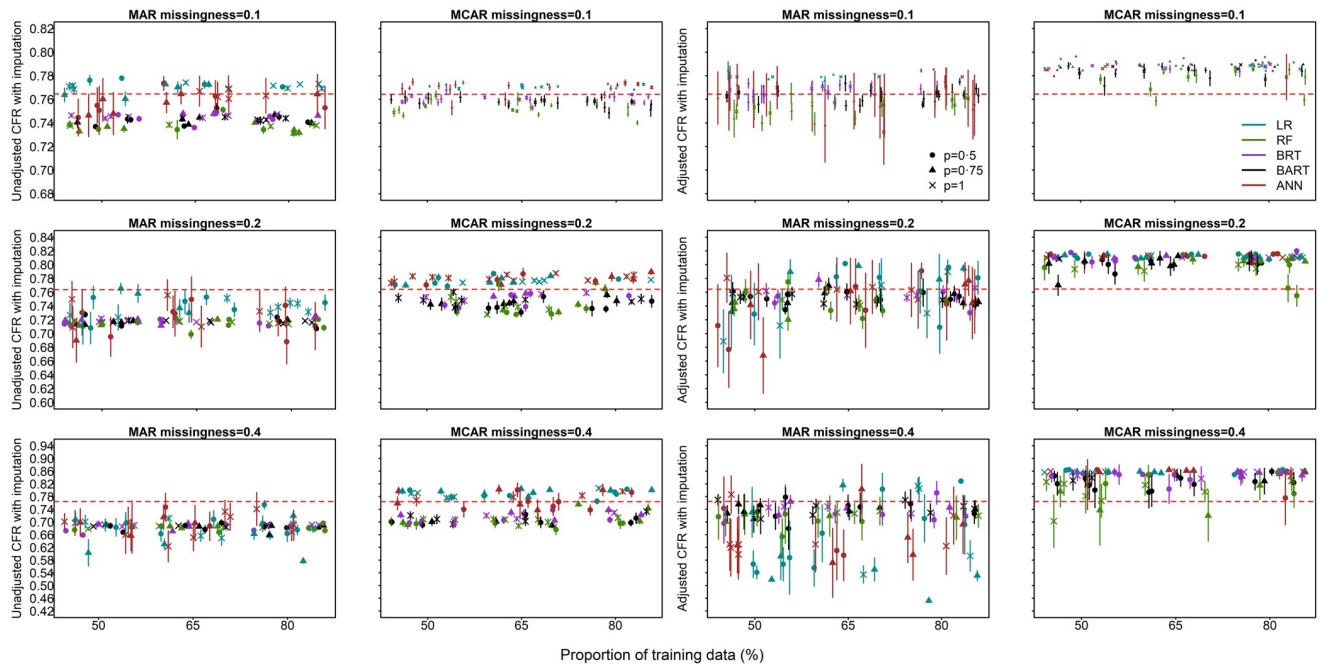 MAR missingness=0.1
MCAR missingness=0.1
MAR missingness=0.1
MCAR missingness=0.1
Unadjusted CFR with imputation
0.82
0.80
0.78
0.76
0.74
0.72
0.70
0.68
Adjusted CFR with imputation
p=0·5
p=0·75
p=1
LR
RF
BRT
BART
ANN
MAR missingness=0.2
MCAR missingness=0.2
MAR missingness=0.2
MCAR missingness=0.2
Unadjusted CFR with imputation
0.84
0.82
0.80
0.78
0.76
0.74
0.72
0.70
0.68
0.66
0.64
0.62
0.60
Adjusted CFR with imputation
MAR missingness=0.4
MCAR missingness=0.4
MAR missingness=0.4
MCAR missingness=0.4
Unadjusted CFR with imputation
0.94
0.90
0.86
0.82
0.78
0.74
0.70
0.66
0.62
0.58
0.54
0.50
0.46
0.42
Adjusted CFR with imputation
50 65 80
50 65 80
50 65 80
50 65 80
Proportion of training data (%)